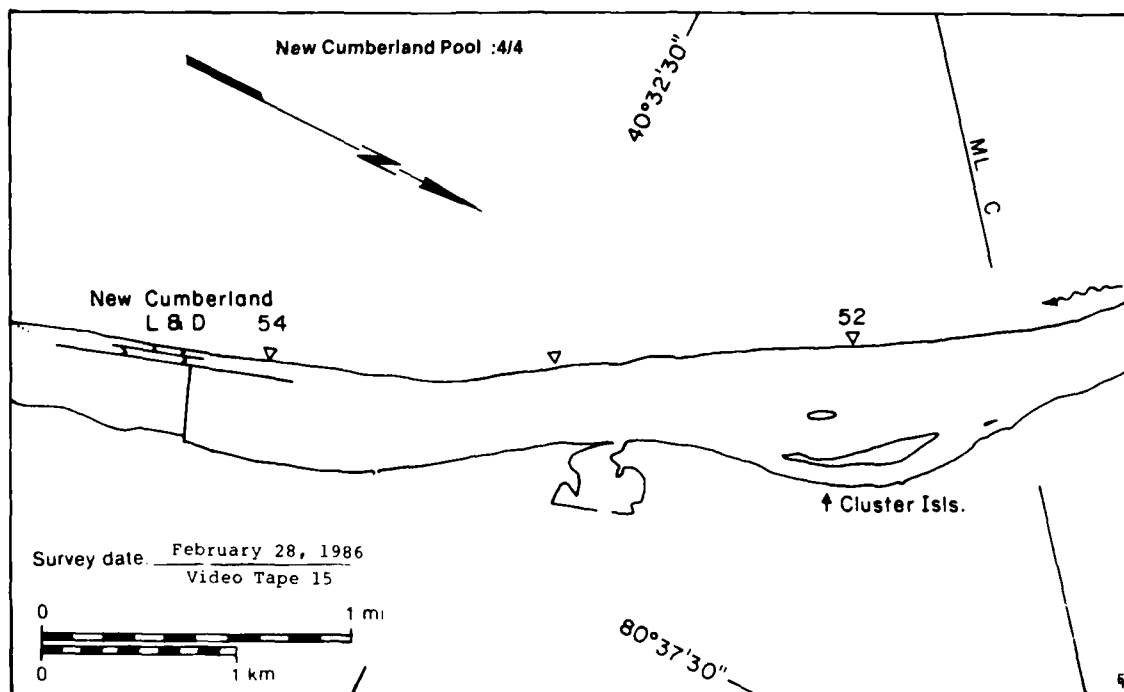 New Cumberland Pool :4/4
40°32'30"
N
ML C
New Cumberland
L & D
54
52
Cluster Isls.
Survey date February 28, 1986
Video Tape 15
0 1 mi
0 1 km
80°37'30"